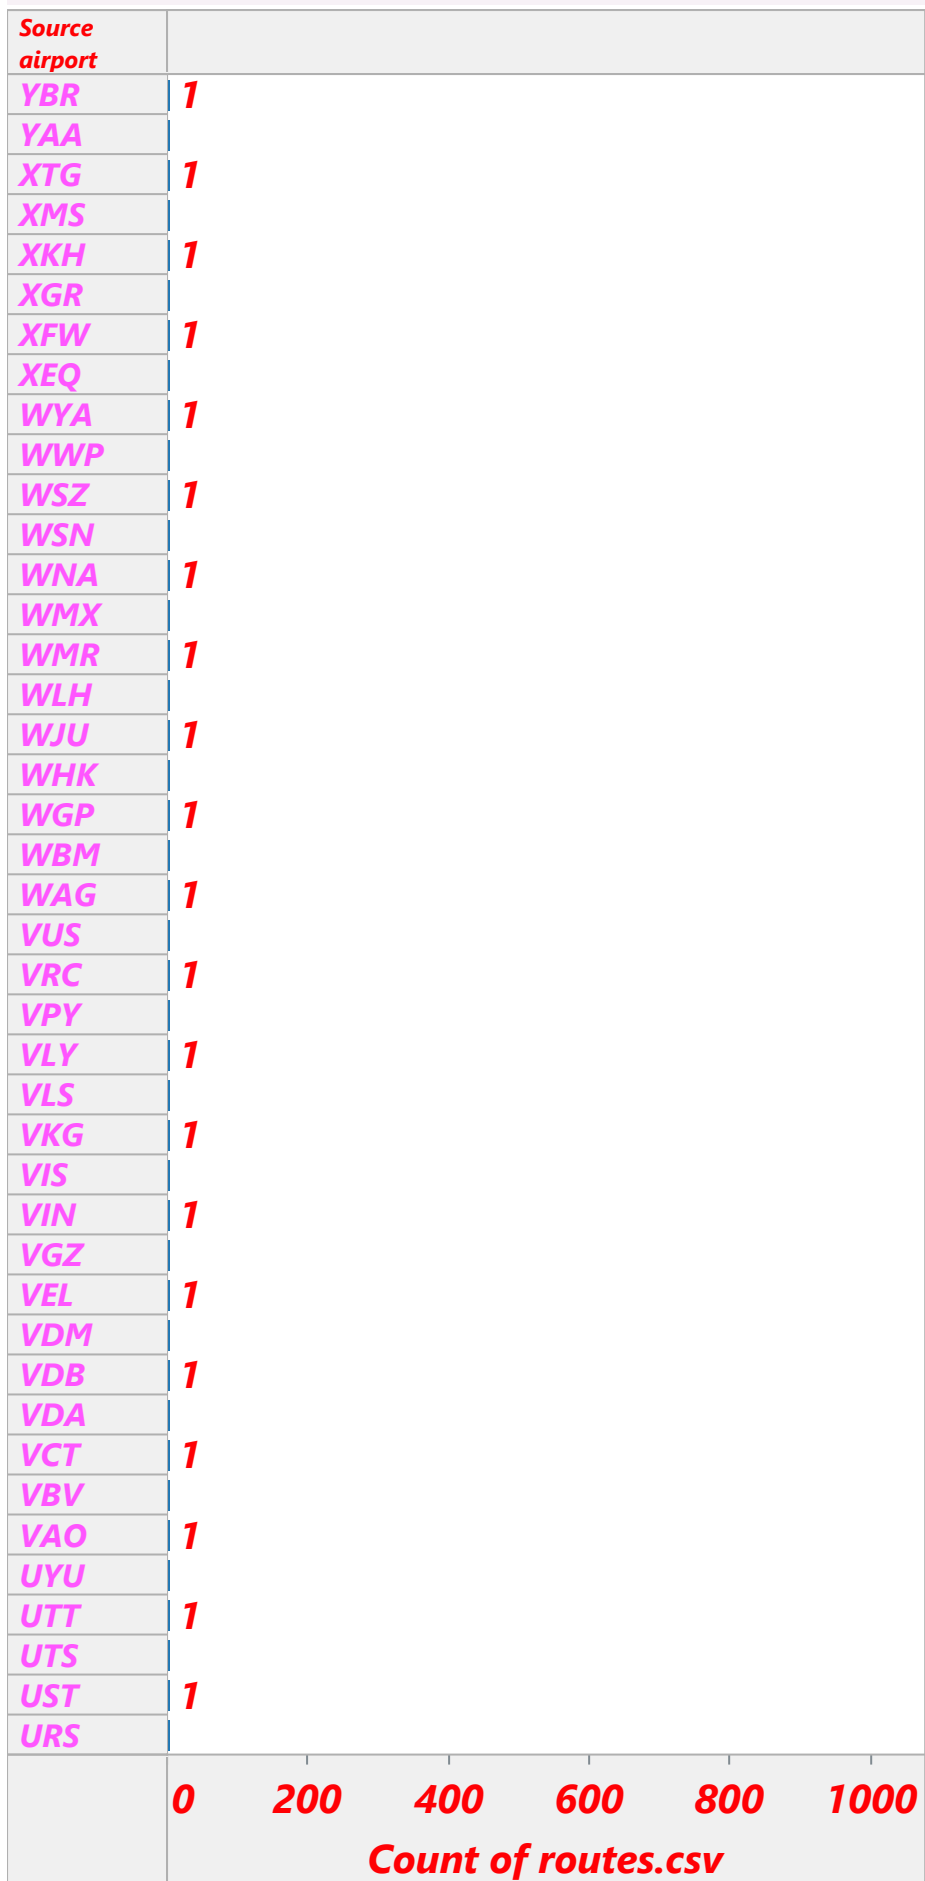 Source
airport
YBR 1
YAA
XTG 1
XMS
XKH 1
XGR
XFW 1
XEQ
WYA 1
WWP
WSZ 1
WSN
WNA 1
WMX
WMR 1
WLH
WJU 1
WHK
WGP 1
WBM
WAG 1
VUS
VRC 1
VPY
VLY 1
VLS
VKG 1
VIS
VIN 1
VGZ
VEL 1
VDM
VDB 1
VDA
VCT 1
VBV
VAO 1
UYU
UTT 1
UTS
UST 1
URS
0 200 400 600 800 1000
Count of routes.csv